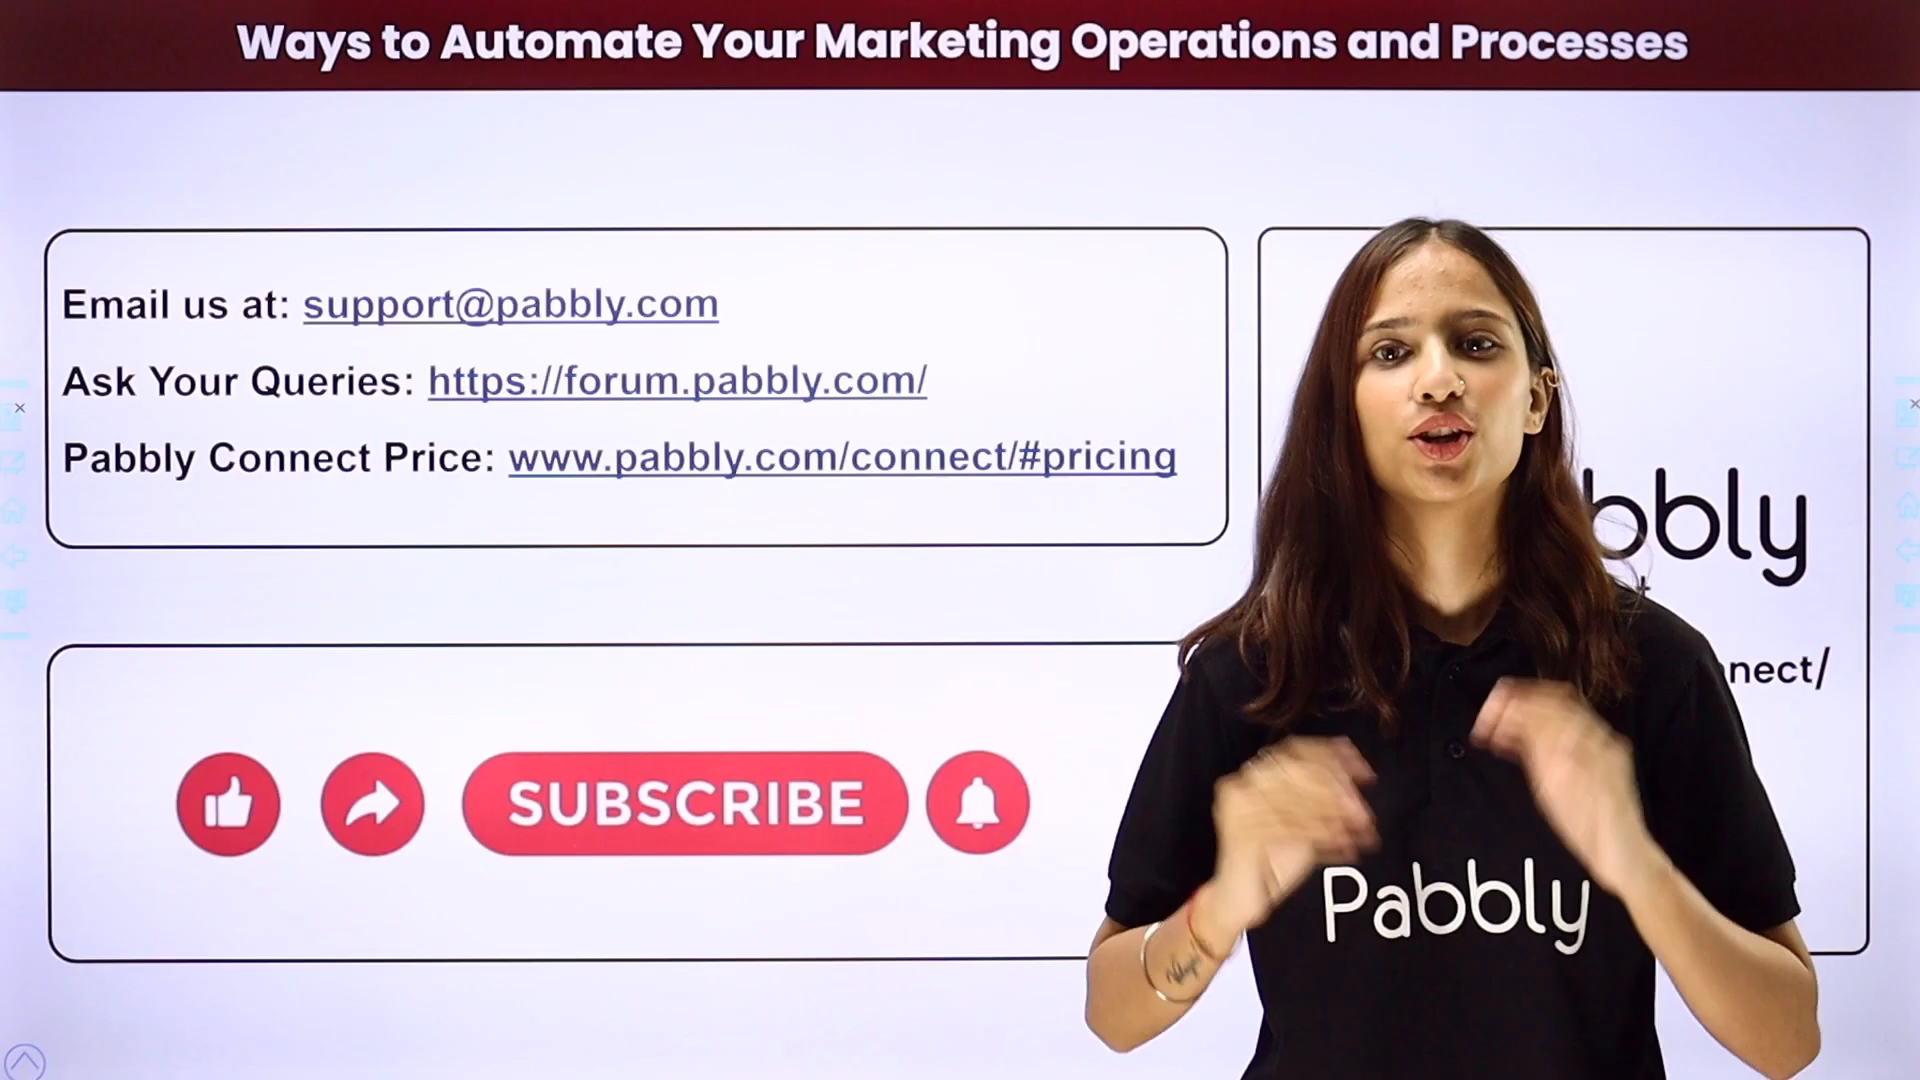 Ways to Automate Your Marketing Operations and Processes
Email us at: support@pabbly.com
Ask Your Queries: https://forum.pabbly.com/
Pabbly Connect Price: www.pabbly.com/connect/#pricing
bbly
nect/
SUBSCRIBE
Pabbly